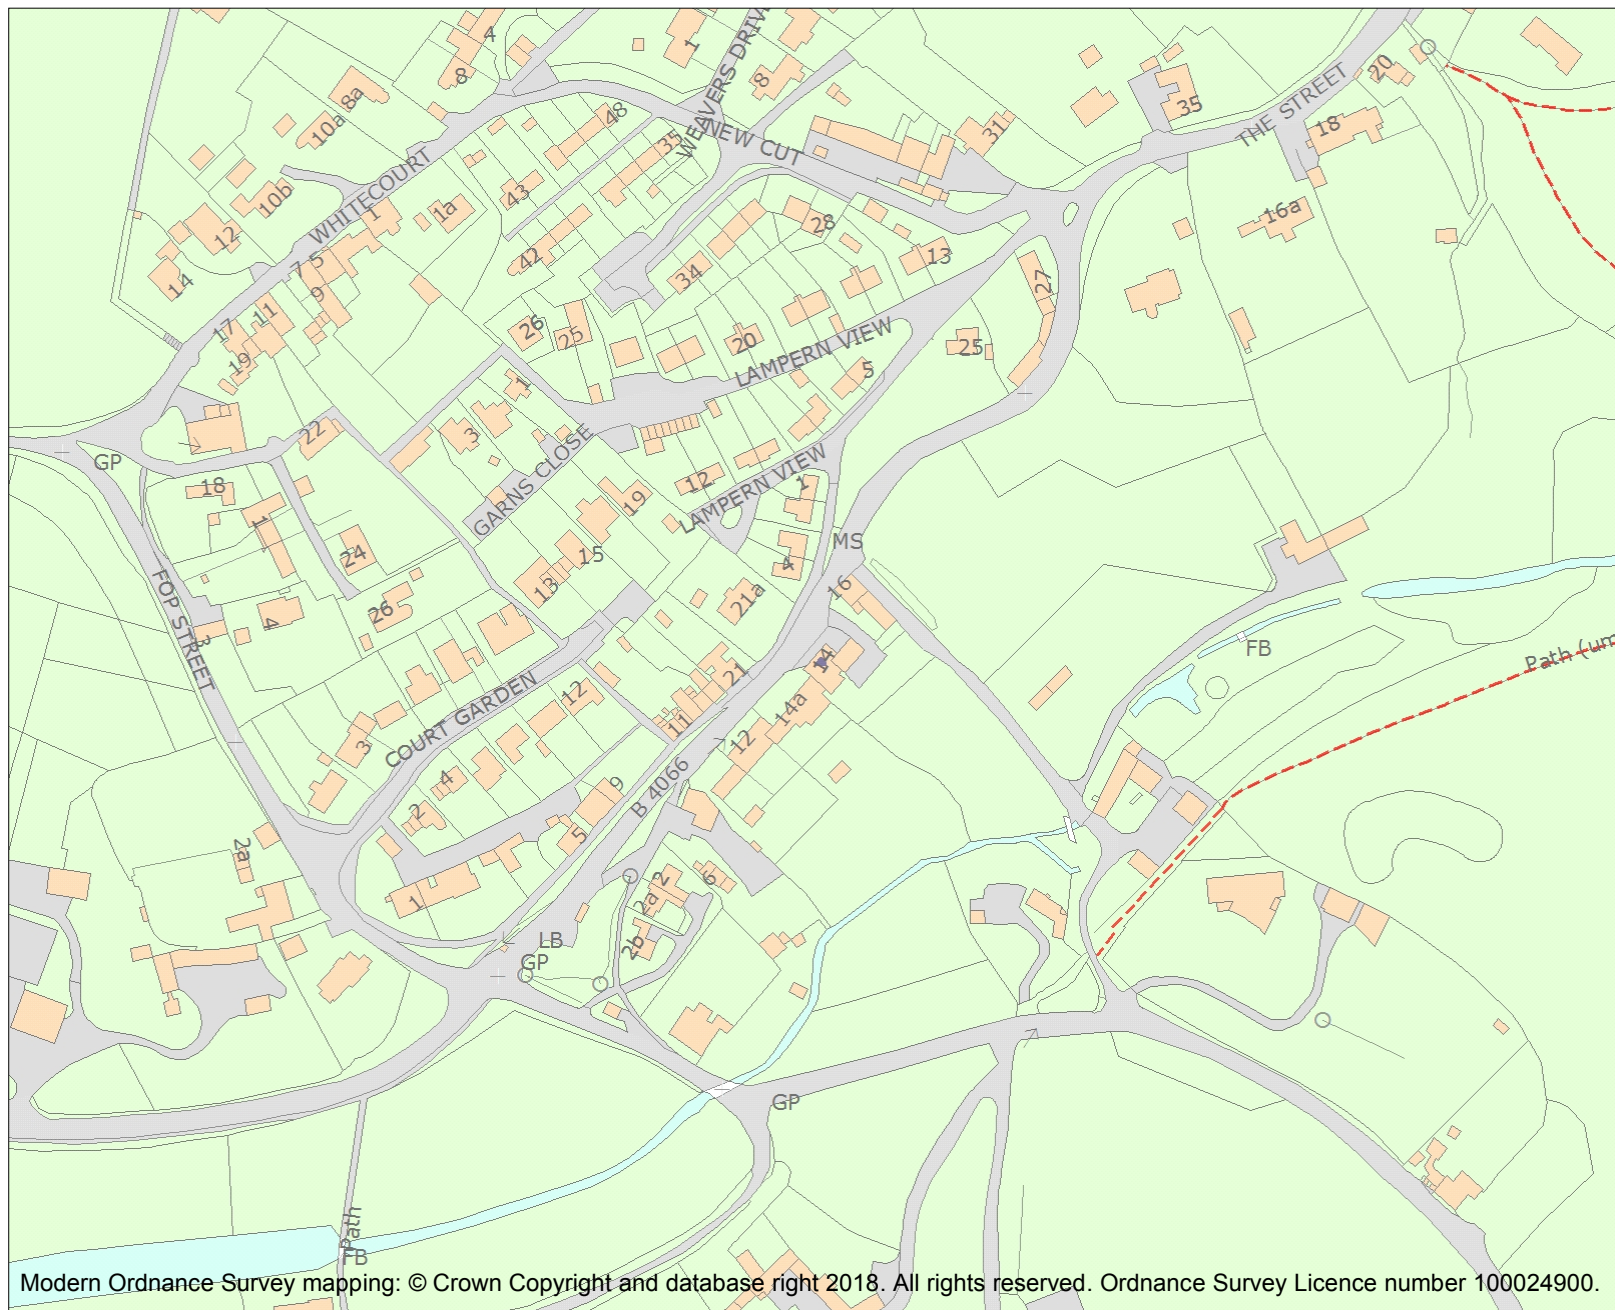 4
1
8
WEAVERS DRIV
8
20
8a
10a
48
35
NEW CUT
31
35
THE STREET
18
WHITECOURT
10b
12
14
1
1a
43
35
42
28
16a
13
7 5
9
34
27
17
11
19
26
25
20
LAMPERN VIEW
25
5
1
3
22
GP
18
GARNS CLOSE
12
LAMPERN VIEW
1
19
1
24
15
13
MS
4
16
FOP STREET
4
3
26
21a
FB
Path (um
14
21
12
11
14a
12
COURT GARDEN
3
4
2
9
B 4066
5
2a
1
2
6
2a
2b
LB
GP
GP
Path
FB
Modern Ordnance Survey mapping: © Crown Copyright and database right 2018. All rights reserved. Ordnance Survey Licence number 100024900.